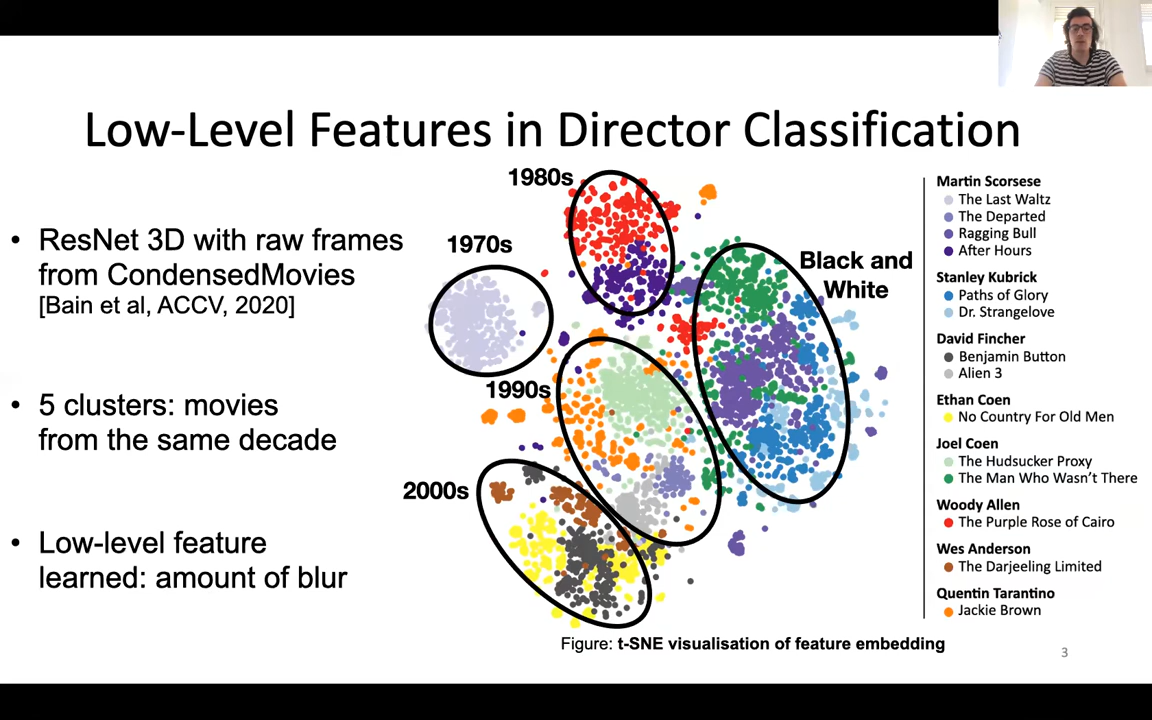 Low-Level Features in Director Classification
• ResNet 3D with raw frames
from CondensedMovies
[Bain et al, ACCV, 2020]
• 5 clusters: movies
from the same decade
• Low-level feature
learned: amount of blur
1980s
1970s
Black and
White
1990s
2000s
Martin Scorsese
The Last Waltz
The Departed
Ragging Bull
After Hours
Stanley Kubrick
Paths of Glory
Dr. Strangelove
David Fincher
Benjamin Button
Alien 3
Ethan Coen
No Country For Old Men
Joel Coen
The Hudsucker Proxy
The Man Who Wasn't There
Woody Allen
The Purple Rose of Cairo
Wes Anderson
The Darjeeling Limited
Quentin Tarantino
Jackie Brown
Figure: t-SNE visualisation of feature embedding
3